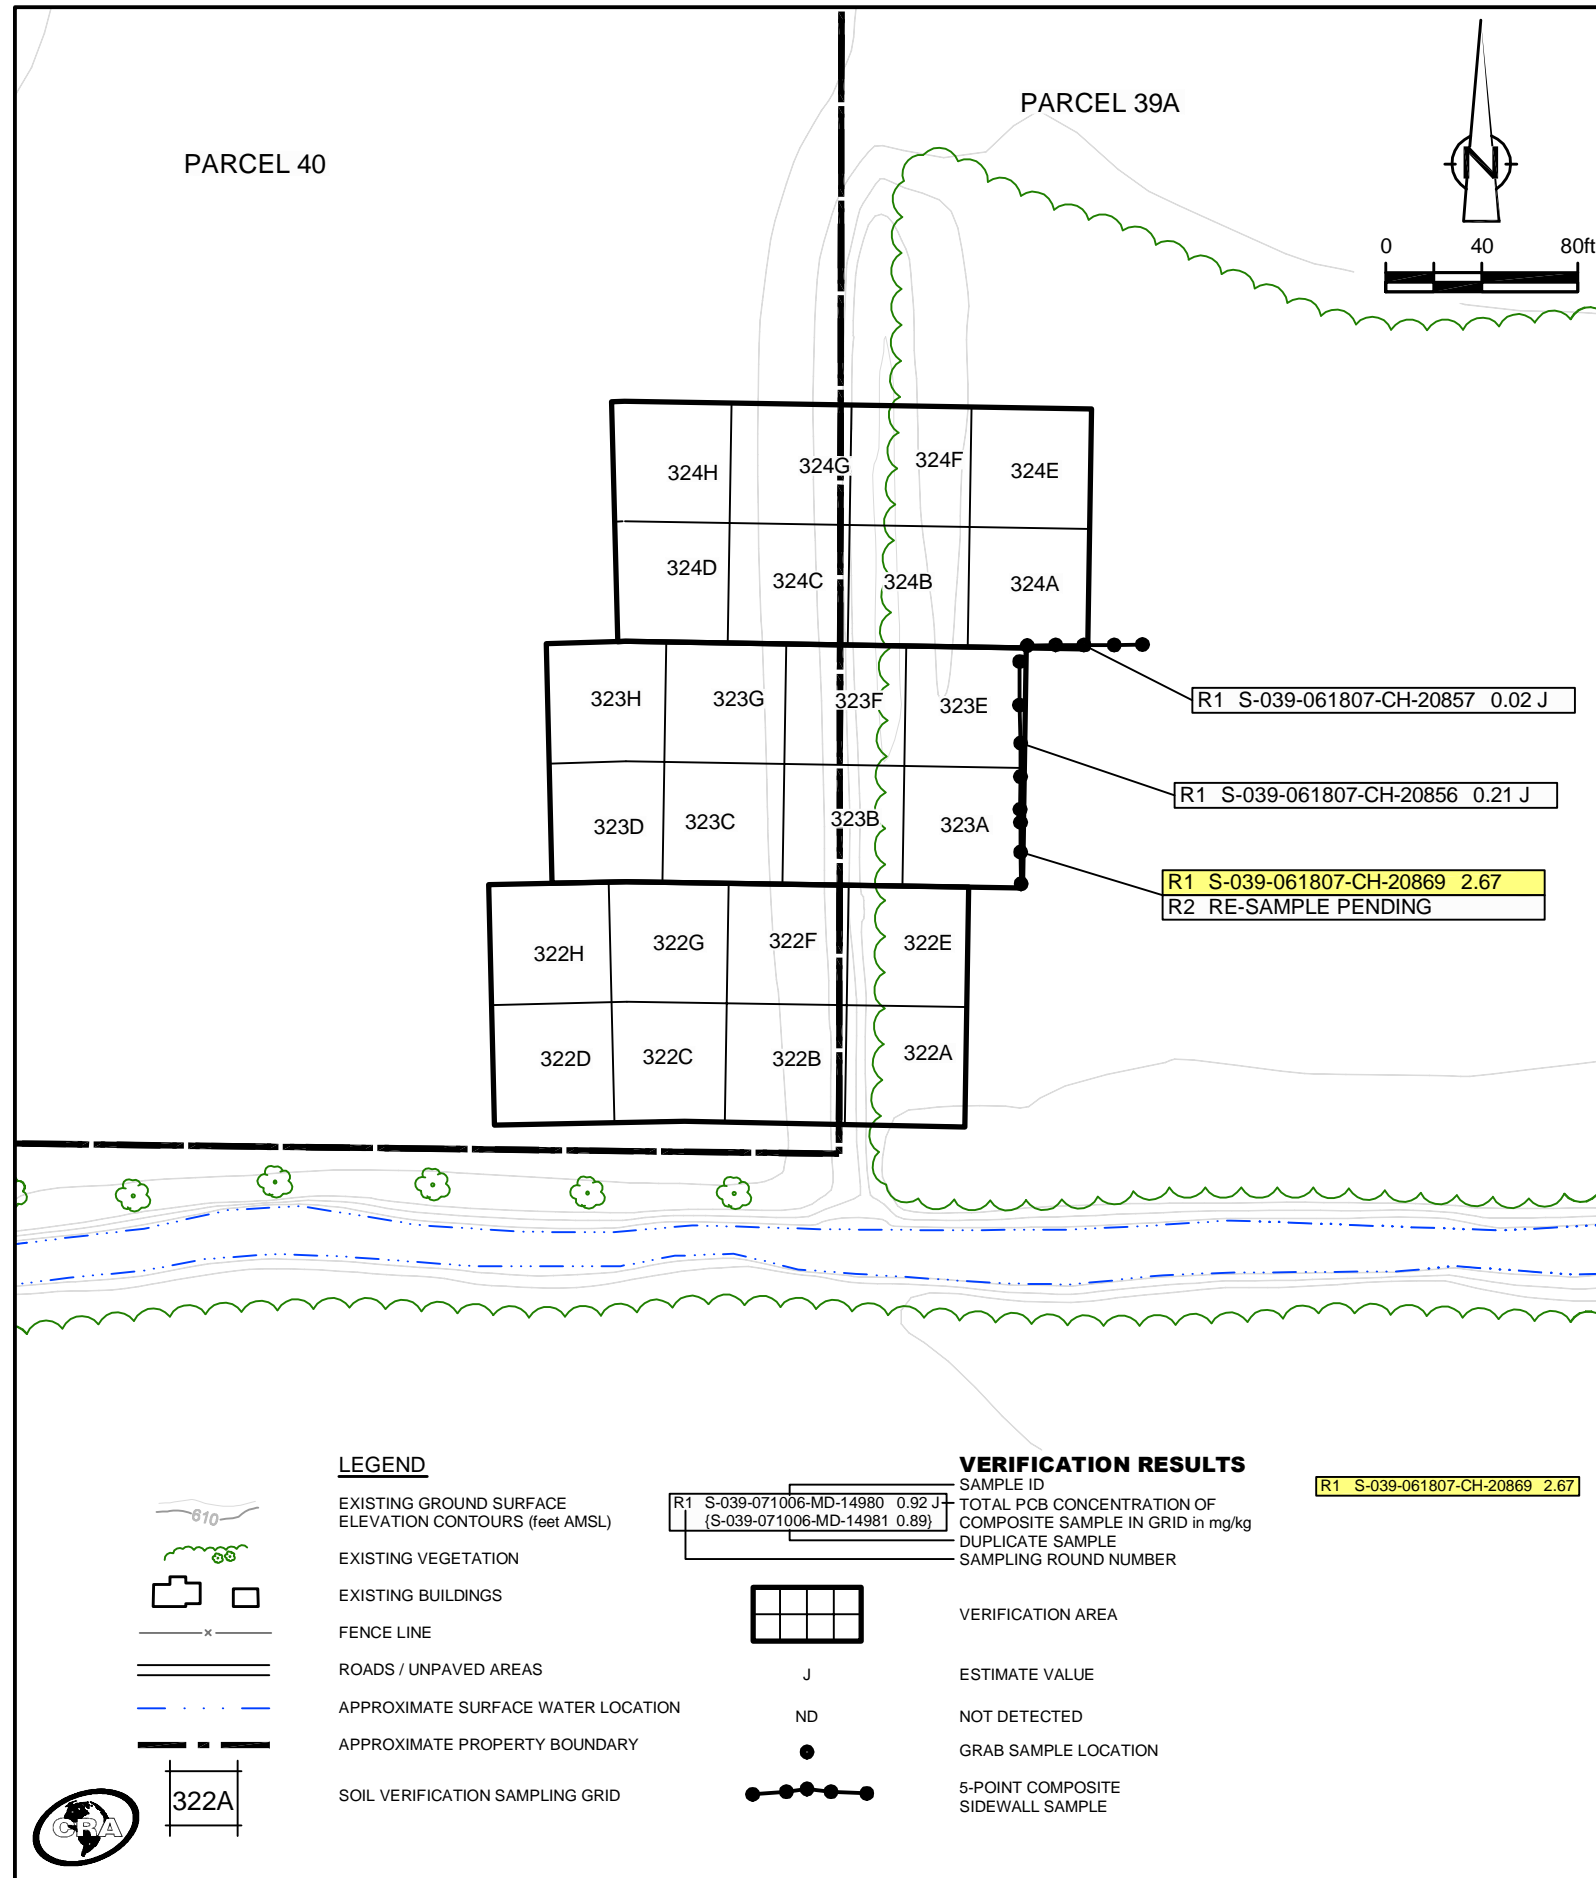 PARCEL 39A
PARCEL 40
N
0 40 80ft
324H 324G 324F 324E
324D 324C 324B 324A
323H 323G 323F 323E
R1 S-039-061807-CH-20857 0.02 J
R1 S-039-061807-CH-20856 0.21 J
323D 323C 323B 323A
R1 S-039-061807-CH-20869 2.67
R2 RE-SAMPLE PENDING
322H 322G 322F 322E
322D 322C 322B 322A
LEGEND
610
EXISTING GROUND SURFACE
ELEVATION CONTOURS (feet AMSL)
EXISTING VEGETATION
EXISTING BUILDINGS
x
FENCE LINE
ROADS / UNPAVED AREAS
APPROXIMATE SURFACE WATER LOCATION
APPROXIMATE PROPERTY BOUNDARY
322A
SOIL VERIFICATION SAMPLING GRID
CRA
VERIFICATION RESULTS
R1 S-039-071006-MD-14980 0.92 J
{S-039-071006-MD-14981 0.89}
SAMPLE ID
TOTAL PCB CONCENTRATION OF
COMPOSITE SAMPLE IN GRID in mg/kg
DUPLICATE SAMPLE
SAMPLING ROUND NUMBER
R1 S-039-061807-CH-20869 2.67
VERIFICATION AREA
J
ESTIMATE VALUE
ND
NOT DETECTED
GRAB SAMPLE LOCATION
5-POINT COMPOSITE
SIDEWALL SAMPLE